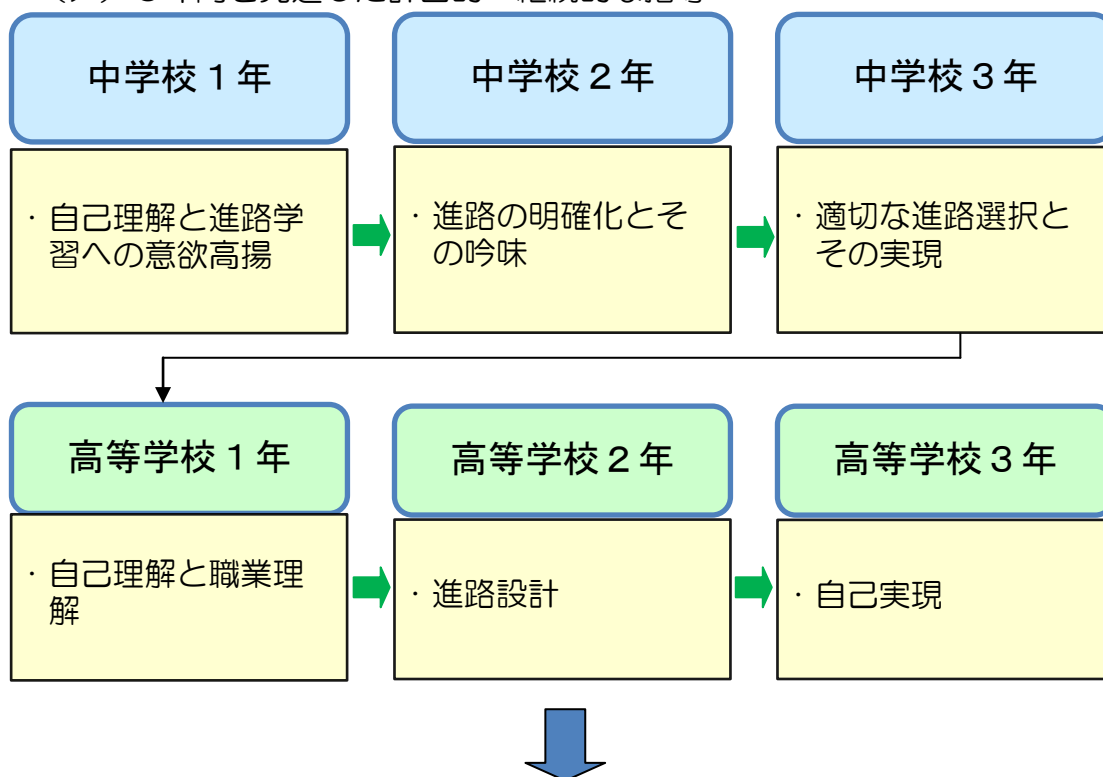 中学校1年
中学校2年
中学校3年
・自己理解と進路学
習への意欲高揚
・進路の明確化とそ
の吟味
・適切な進路選択と
その実現
高等学校1年
高等学校2年
高等学校3年
・自己理解と職業理
解
・進路設計
・自己実現